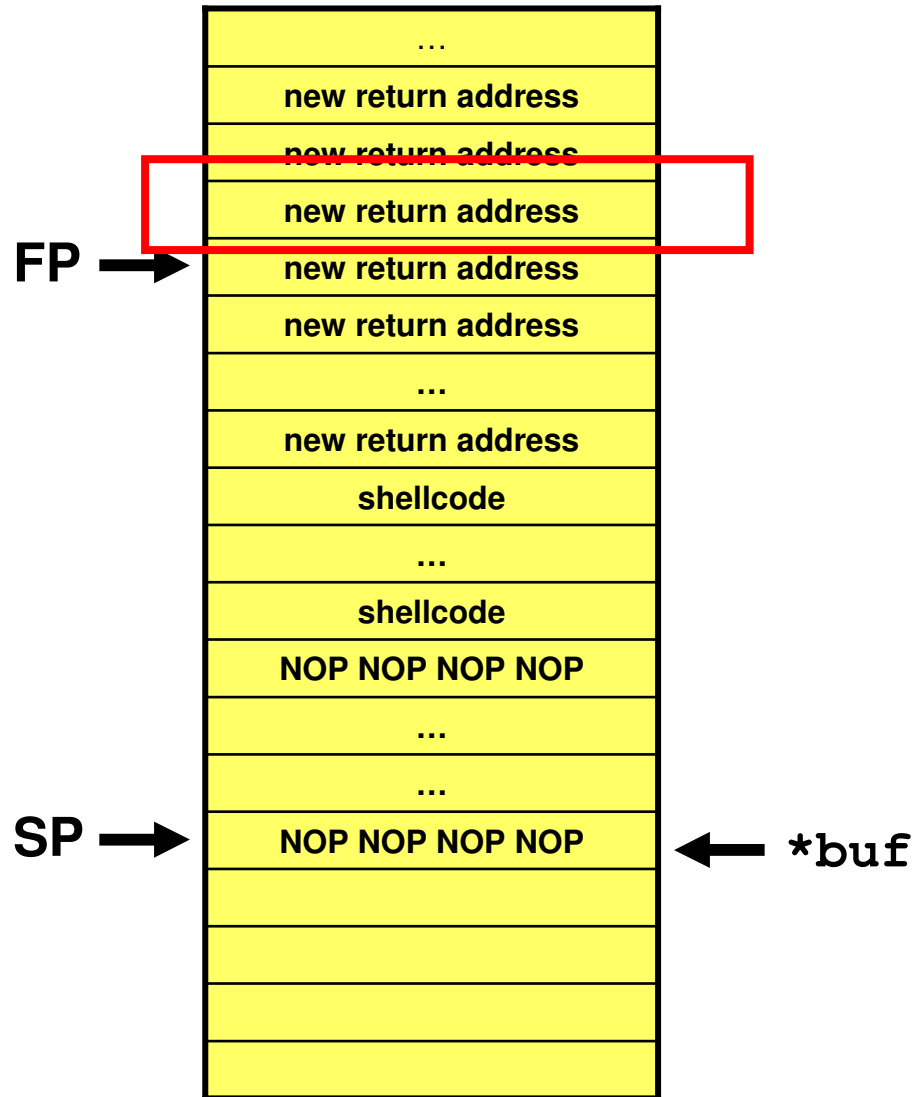 ...
new return address
new return address
new return address
FP
new return address
new return address
...
new return address
shellcode
...
shellcode
NOP NOP NOP NOP
...
...
SP
NOP NOP NOP NOP
*buf